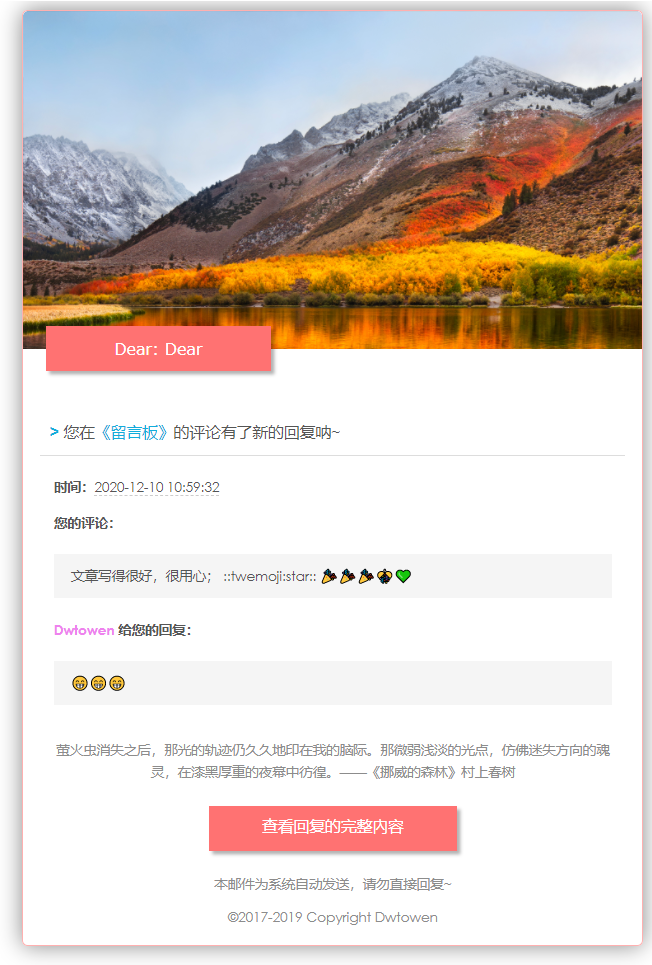 Dear: Dear
> 您在《留言板》的评论有了新的回复呐~
时间：2020-12-10 10:59:32
您的评论：
文章写得很好，很用心； ::twemoji:star:: 🎉🎉🎉🐝💚
Dwtowen 给您的回复：
😁😁😁
萤火虫消失之后，那光的轨迹仍久久地印在我的脑际。那微弱浅淡的光点，仿佛迷失方向的魂
灵，在漆黑厚重的夜幕中彷徨。——《挪威的森林》村上春树
查看回复的完整内容
本邮件为系统自动发送，请勿直接回复~
©2017-2019 Copyright Dwtowen